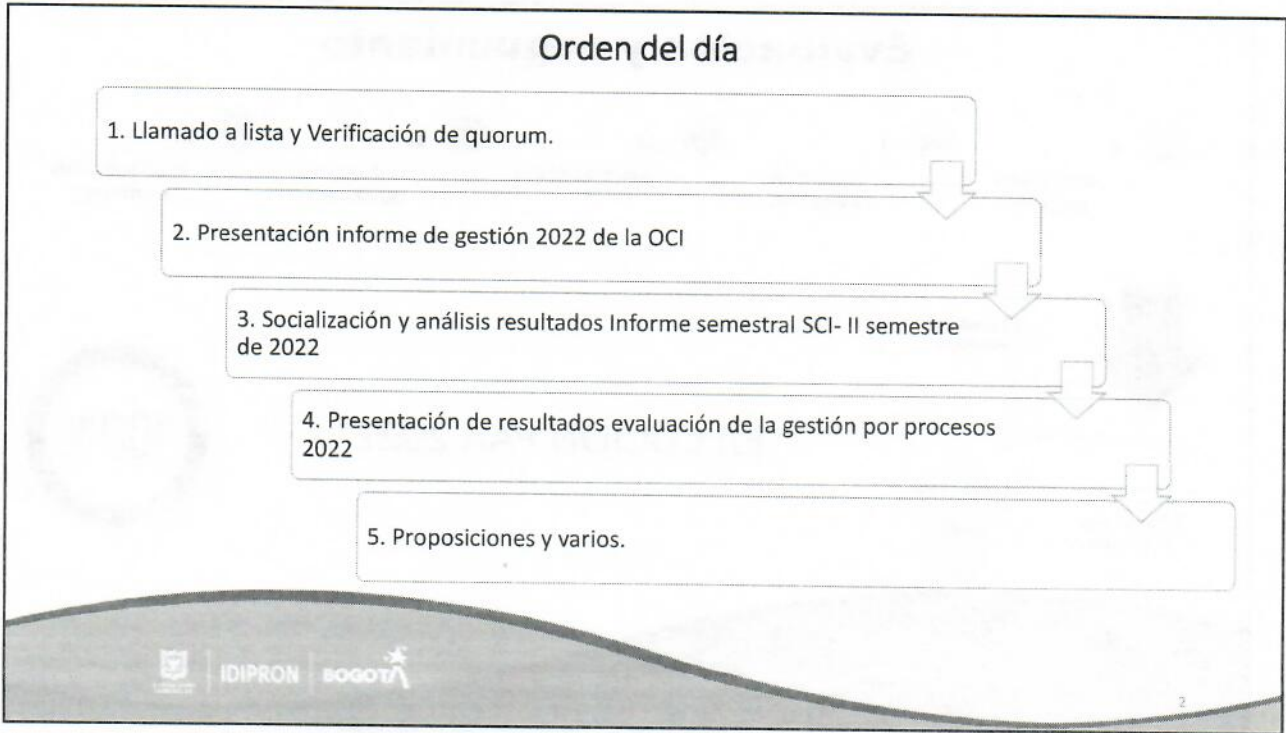 Orden del día
1. Llamado a lista y Verificación de quorum.
2. Presentación informe de gestión 2022 de la OCI
3. Socialización y análisis resultados Informe semestral SCI- II semestre
de 2022
4. Presentación de resultados evaluación de la gestión por procesos
2022
5. Proposiciones y varios.
IDIPRON
BOGOTÁ
2